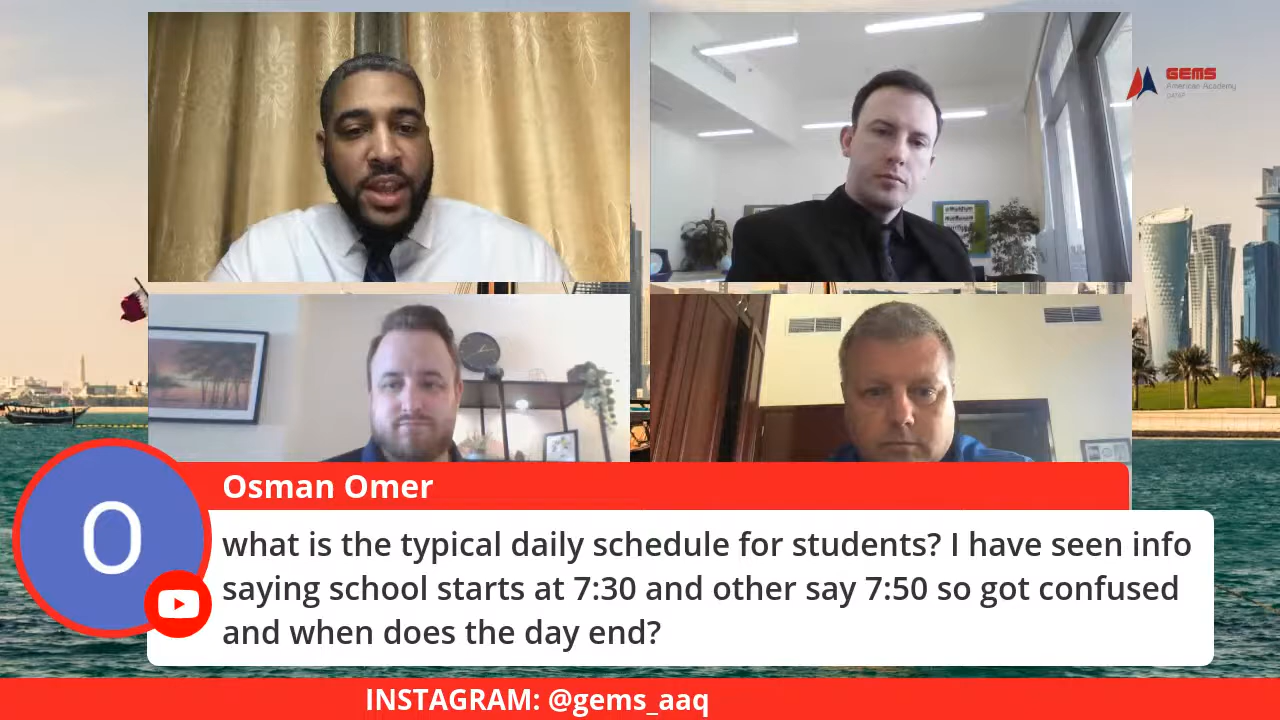 GEMS
American Academy
QATAR
Osman Omer
O
what is the typical daily schedule for students? I have seen info
saying school starts at 7:30 and other say 7:50 so got confused
and when does the day end?
INSTAGRAM: @gems_aaq